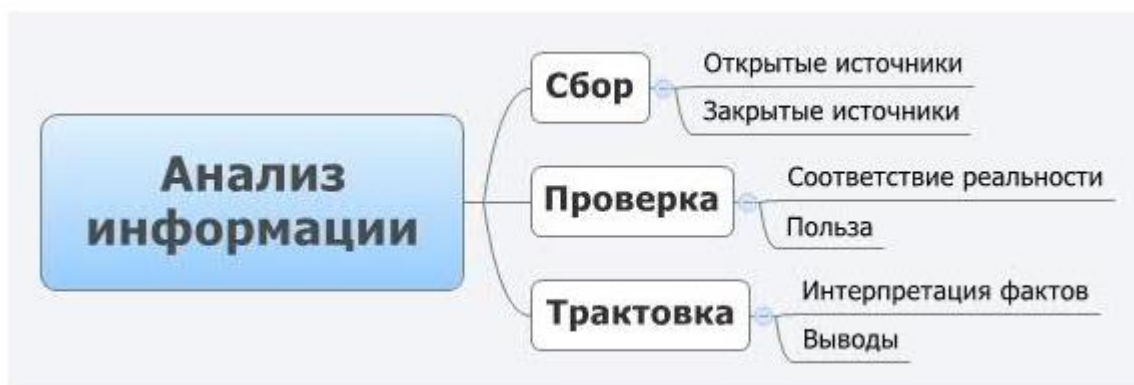 Анализ
информации
Сбор
Открытые источники
Закрытые источники
Проверка
Соответствие реальности
Польза
Трактовка
Интерпретация фактов
Выводы